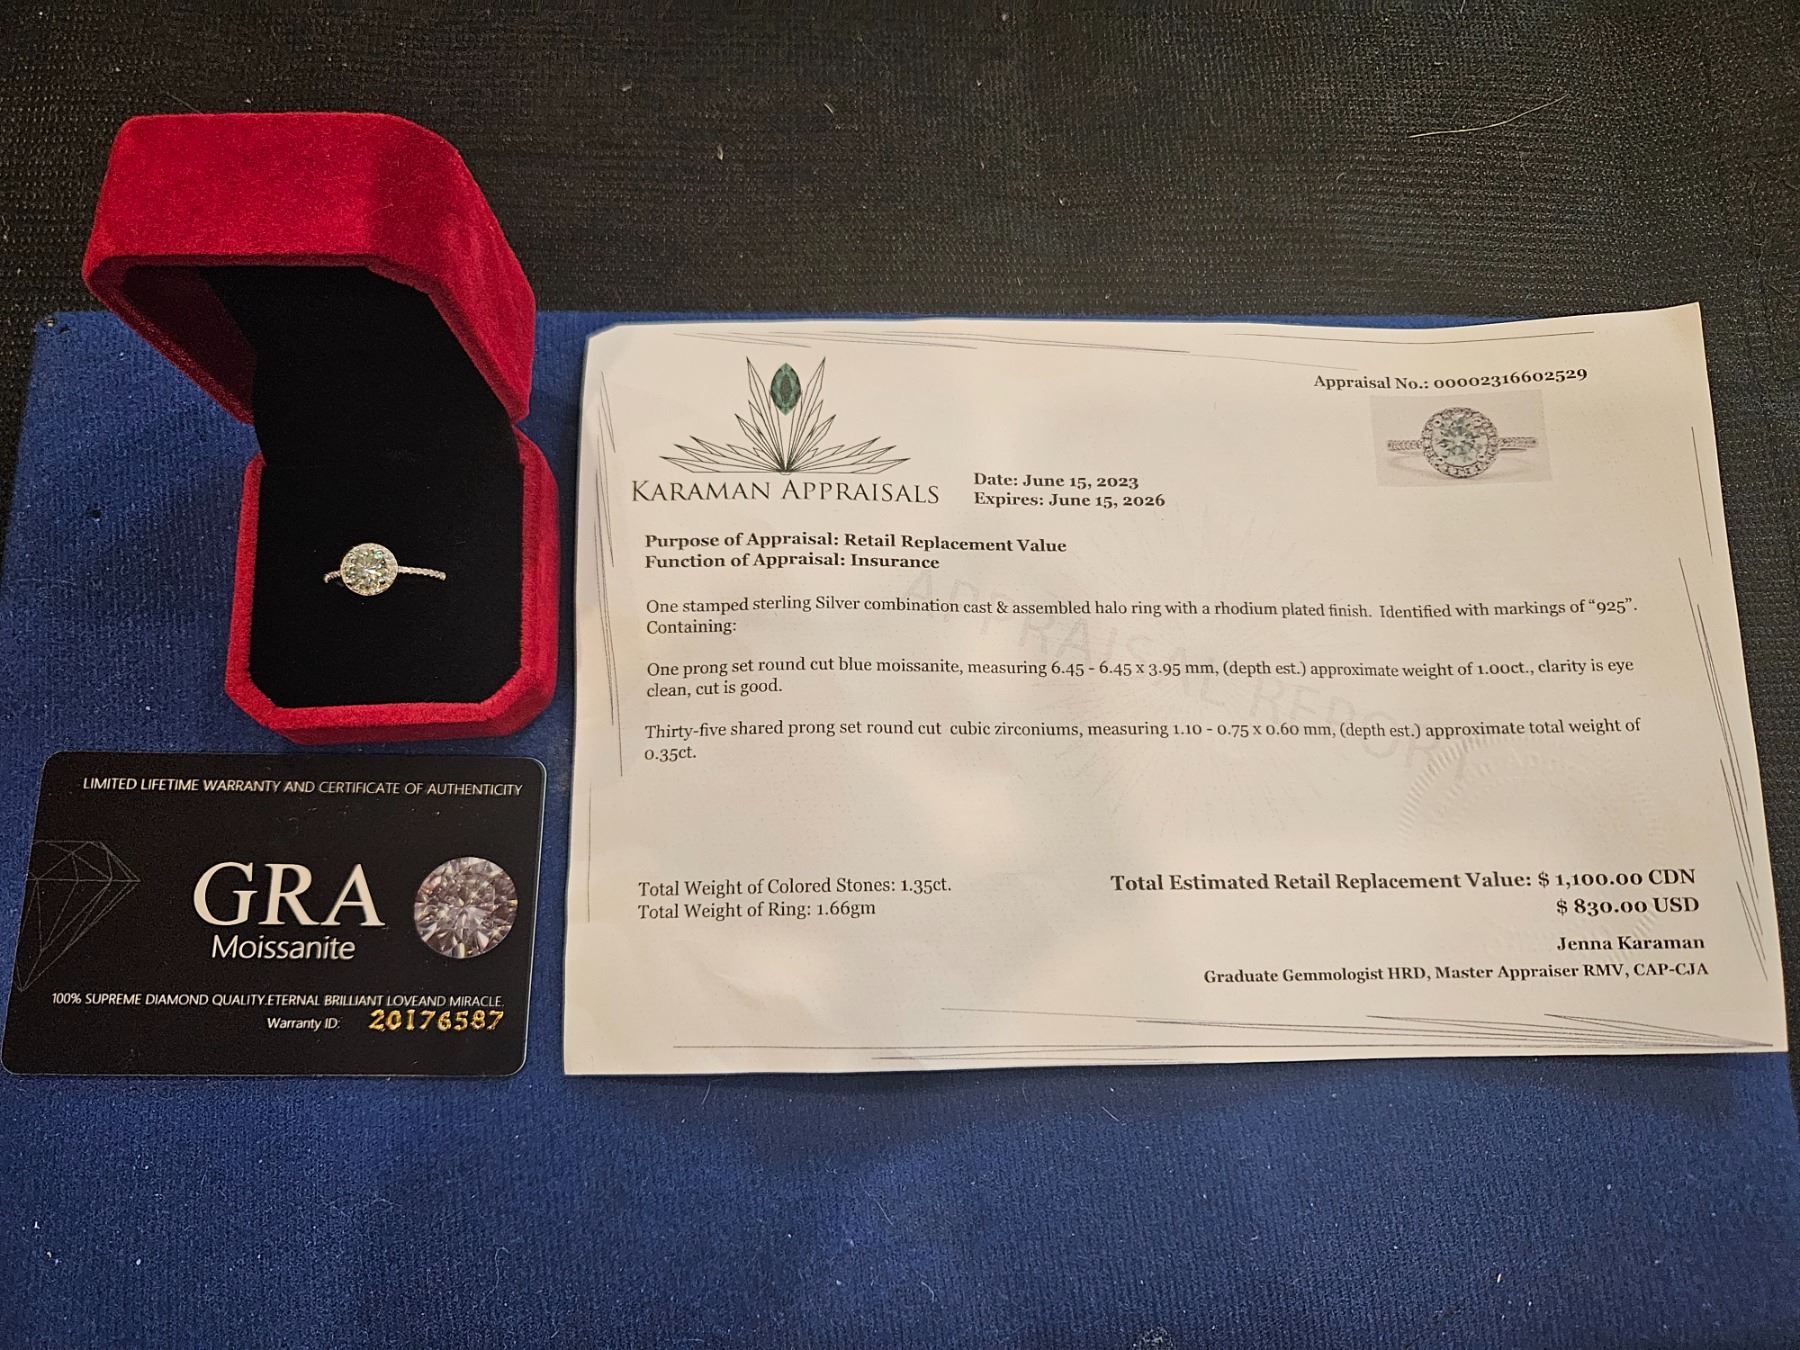 KARAMAN APPRAISALS
Appraisal No.: 00002316602529
Date: June 15, 2023
Expires: June 15, 2026
Purpose of Appraisal: Retail Replacement Value
Function of Appraisal: Insurance
One stamped sterling Silver combination cast & assembled halo ring with a rhodium plated finish. Identified with markings of “925”.
Containing:
One prong set round cut blue moissanite, measuring 6.45 - 6.45 x 3.95 mm, (depth est.) approximate weight of 1.00ct., clarity is eye
clean, cut is good.
Thirty-five shared prong set round cut cubic zirconiums, measuring 1.10 - 0.75 x 0.60 mm, (depth est.) approximate total weight of
0.35ct.
APPRAISAL REPORT
Total Weight of Colored Stones: 1.35ct.
Total Weight of Ring: 1.66gm
Total Estimated Retail Replacement Value: $ 1,100.00 CDN
$ 830.00 USD
Jenna Karaman
Graduate Gemmologist HRD, Master Appraiser RMV, CAP-CJA
LIMITED LIFETIME WARRANTY AND CERTIFICATE OF AUTHENTICITY
GRA
Moissanite
100% SUPREME DIAMOND QUALITY.ETERNAL BRILLIANT LOVEAND MIRACLE.
Warranty ID: 20176587